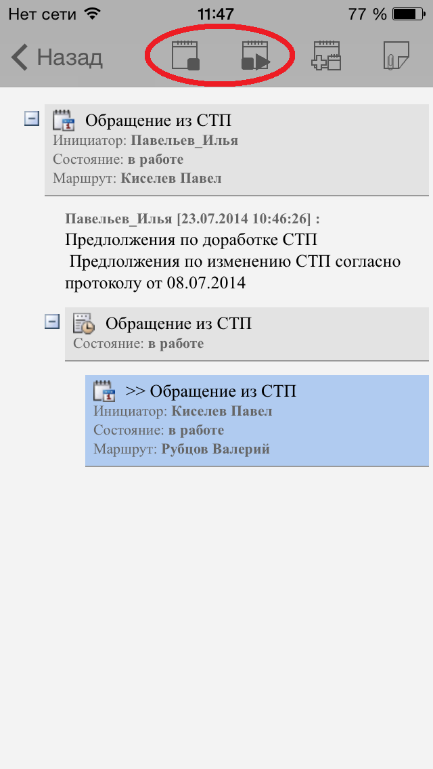 Нет сети 11:47 77 %
Назад
Обращение из СТП
Инициатор: Павельев_Илья
Состояние: в работе
Маршрут: Киселев Павел
Павельев_Илья [23.07.2014 10:46:26] :
Предлолжения по доработке СТП
Предлолжения по изменению СТП согласно
протоколу от 08.07.2014
Обращение из СТП
Состояние: в работе
>> Обращение из СТП
Инициатор: Киселев Павел
Состояние: в работе
Маршрут: Рубцов Валерий